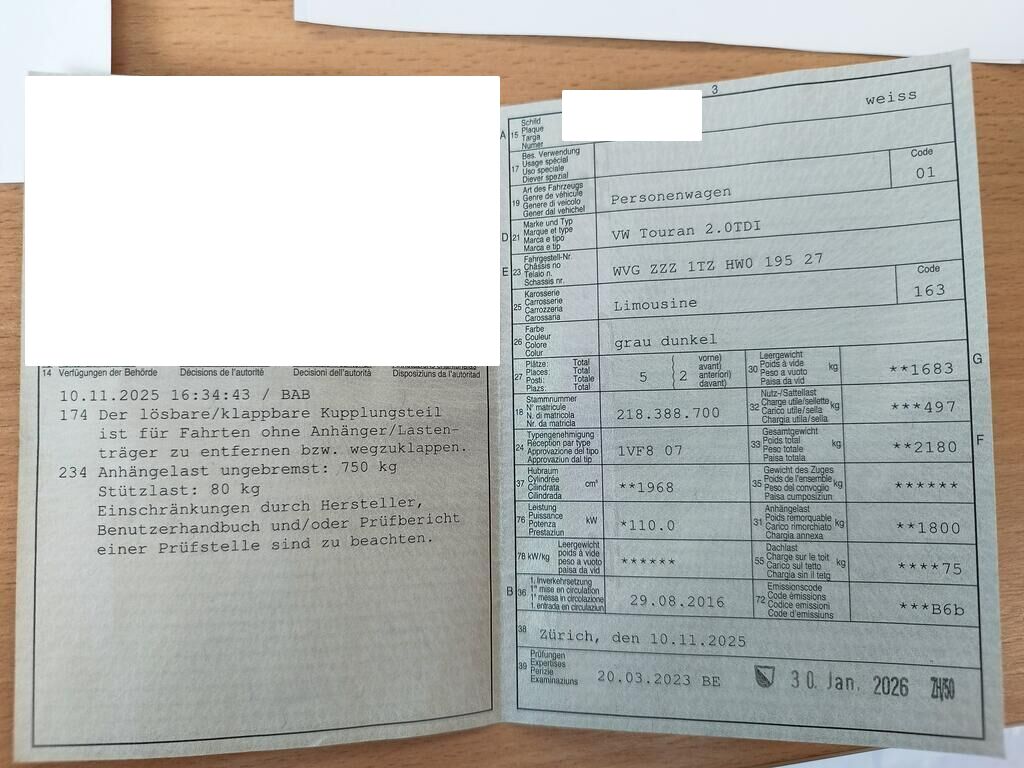 14 Verfügungen der Behörde Décisions de l'autorité Decisioni dell'autorità Disposiziuns da l'autoritad
10.11.2025 16:34:43 / BAB
174 Der lösbare/klappbare Kupplungsteil
ist für Fahrten ohne Anhänger/Lasten-
träger zu entfernen bzw. wegzuklappen.
234 Anhängelast ungebremst: 750 kg
Stützlast: 80 kg
Einschränkungen durch Hersteller,
Benutzerhandbuch und/oder Prüfbericht
einer Prüfstelle sind zu beachten.
3
A 15 Schild
Plaque
Targa
Numer
weiss
17 Bes. Verwendung
Usage spécial
Uso speciale
Diever spezial
Code
01
19 Art des Fahrzeugs
Genre de véhicule
Genere di veicolo
Gener dal vehichel
Personenwagen
D 21 Marke und Typ
Marque et type
Marca e tipo
Marca e tip
VW Touran 2.0TDI
E 23 Fahrgestell-Nr.
Châssis no
Telaio n.
Schassis nr.
WVG ZZZ 1TZ HW0 195 27
25 Karosserie
Carrosserie
Carrozzeria
Carossaria
Limousine
Code
163
26 Farbe
Couleur
Colore
Colur
grau dunkel
27 Plätze: Total
Places: Total
Posti: Totale
Plazs: Total
5 ( 2 vorne)
( avant)
( anteriori)
( davant)
30 Leergewicht
Poids à vide
Peso a vuoto
Paisa da vid
kg
**1683
G
18 Stammnummer
N° matricule
N. di matricola
Nr. da matricla
218.388.700
32 Nutz-/Sattellast
Charge utile/sellette
Carico utile/sella
Chargia utila/sella
kg
***497
24 Typengenehmigung
Réception par type
Approvazione del tipo
Approvaziun dal tip
1VF8 07
33 Gesamtgewicht
Poids total
Peso totale
Paisa totala
kg
**2180
F
37 Hubraum
Cylindrée
Cilindrata
Cilindrada
cm³
**1968
35 Gewicht des Zuges
Poids de l'ensemble
Peso del convoglio
Paisa cumposiziun
kg
******
76 Leistung
Puissance
Potenza
Prestaziun
kW
*110.0
31 Anhängelast
Poids remorquable
Carico rimorchiato
Chargia annexa
kg
**1800
78 kW/kg Leergewicht
poids à vide
peso a vuoto
paisa da vid
******
55 Dachlast
Charge sur le toit
Carico sul tetto
Chargia sin il tetg
kg
****75
B 36 1. Inverkehrsetzung
1re mise en circulation
1a messa in circolazione
1. entrada en circulaziun
29.08.2016
72 Emissionscode
Code émissions
Codice emissioni
Code d'emissiuns
***B6b
38 Zürich, den 10.11.2025
39 Prüfungen
Expertises
Perizie
Examinaziuns
20.03.2023 BE
30. Jan. 2026 ZH/50